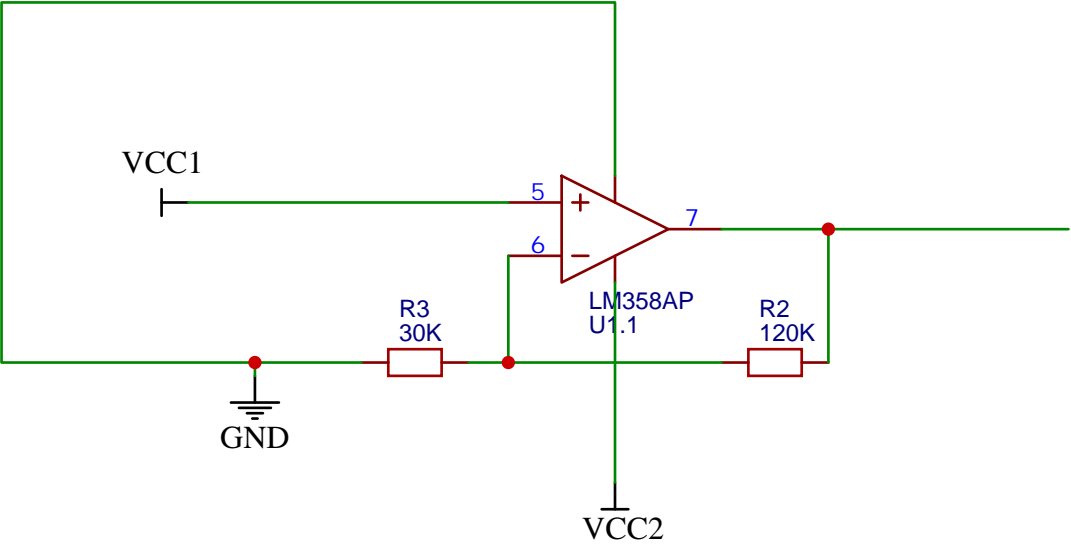 VCC1
5
+
7
6
−
LM358AP
U1.1
R3
30K
R2
120K
GND
VCC2